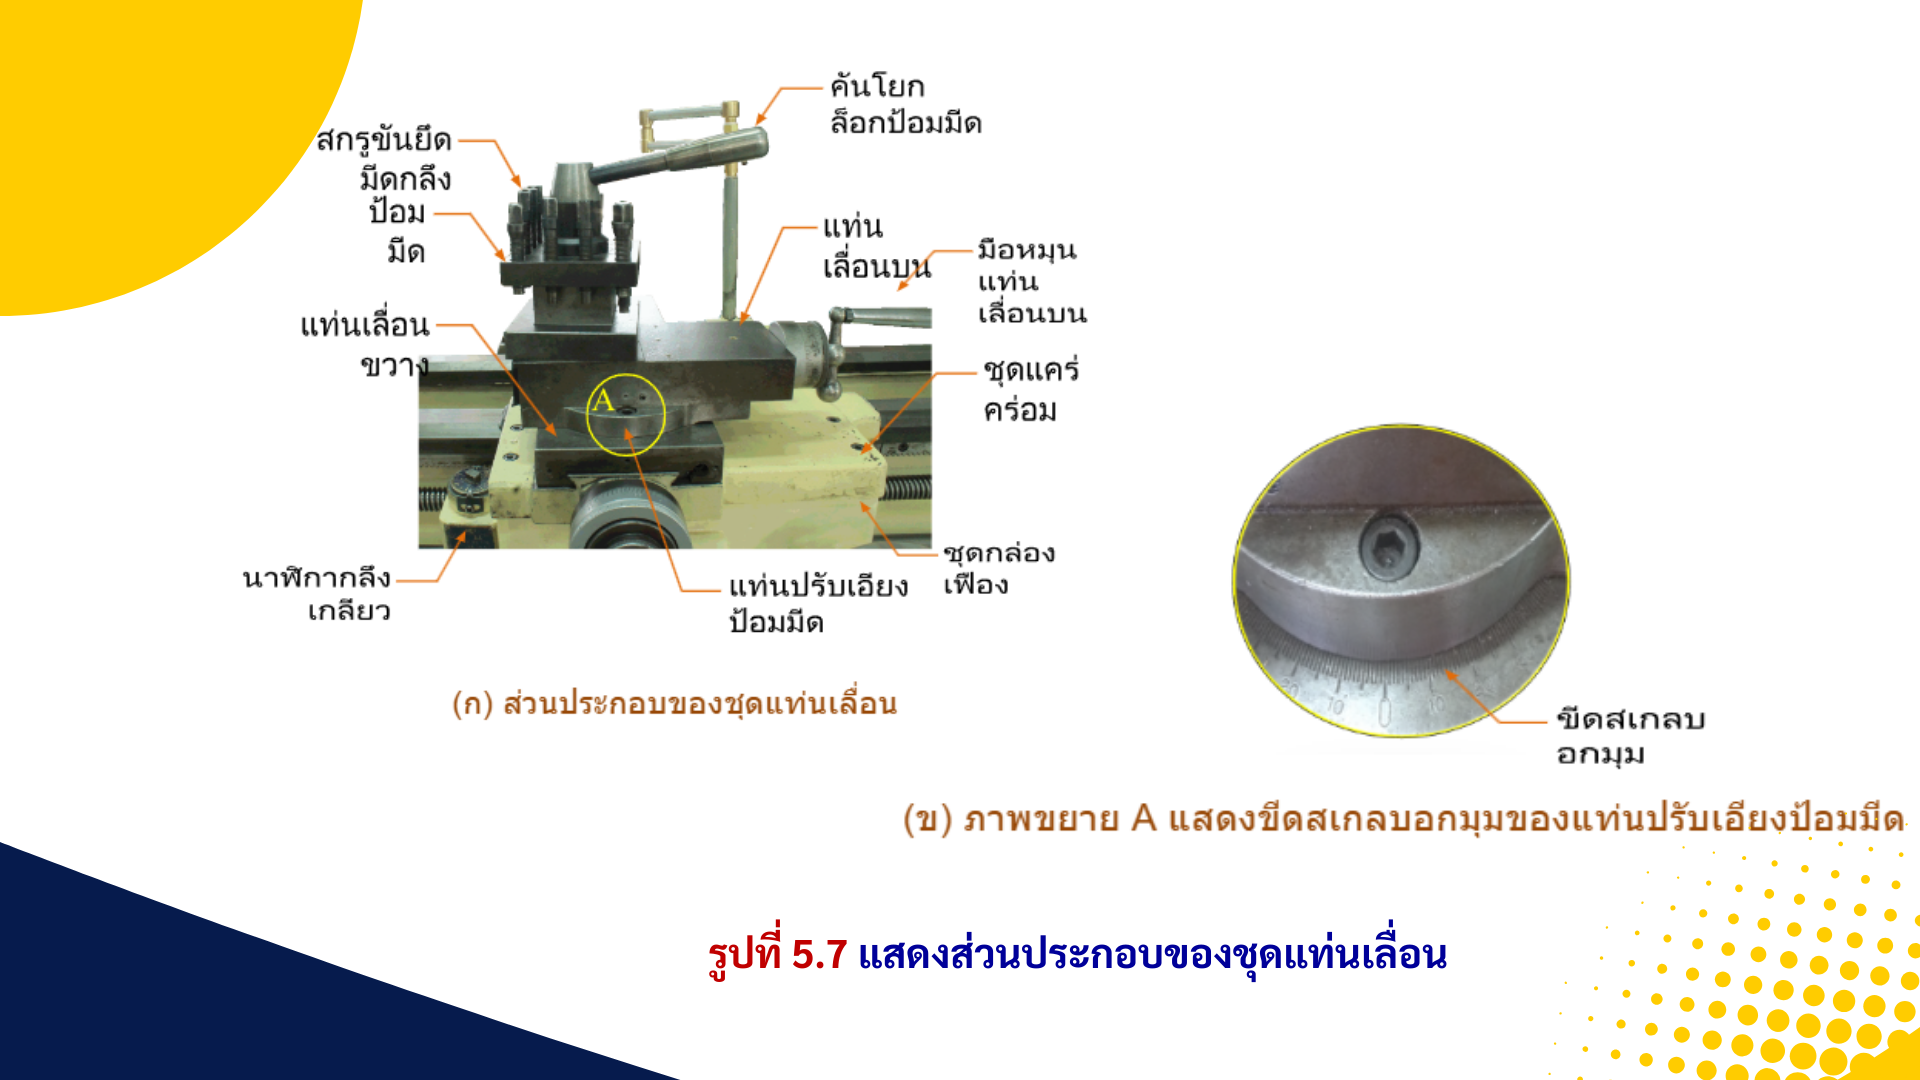 คันโยก
ล็อกป้อมมีด
สกรูขันยึด
มีดกลึง
ป้อม
มีด
แท่น
เลื่อนบน
มือหมุน
แท่น
เลื่อนบน
แท่นเลื่อน
ขวาง
ชุดแคร่
คร่อม
A
ชุดกล่อง
เฟือง
นาฬิกากลึง
เกลียว
แท่นปรับเอียง
ป้อมมีด
(ก) ส่วนประกอบของชุดแท่นเลื่อน
10 0 10
ขีดสเกลบ
อกมุม
(ข) ภาพขยาย A แสดงขีดสเกลบอกมุมของแท่นปรับเอียงป้อมมีด
รูปที่ 5.7 แสดงส่วนประกอบของชุดแท่นเลื่อน